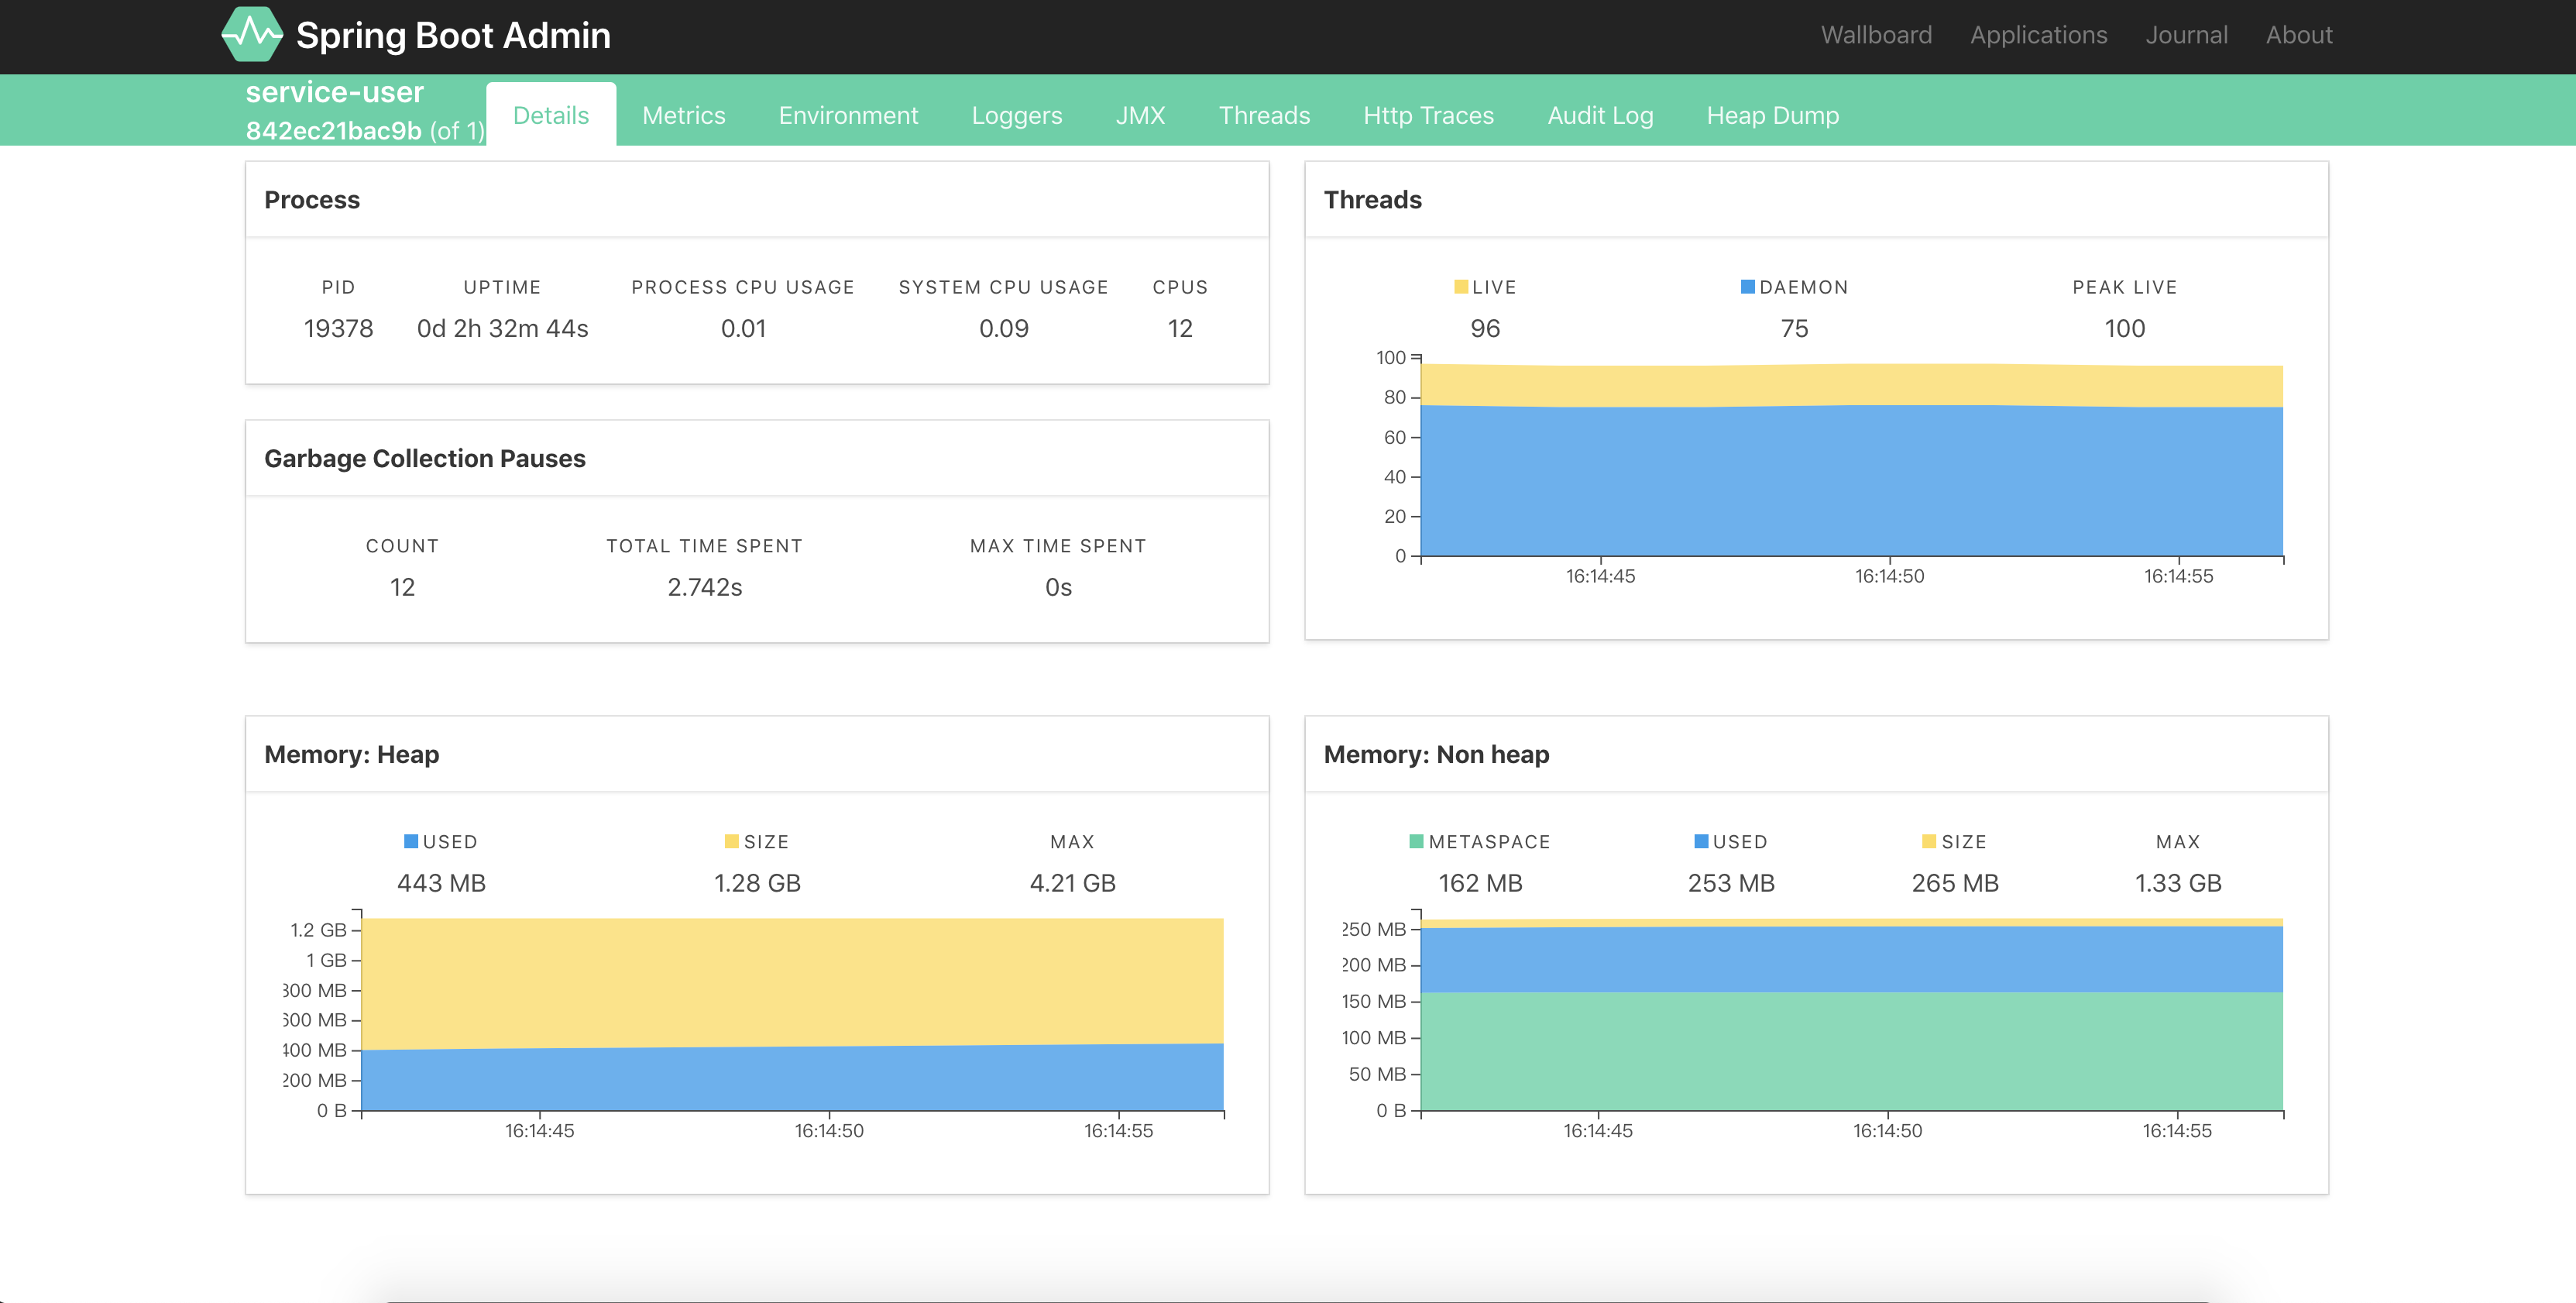 Spring Boot Admin
Wallboard Applications Journal About
service-user
842ec21bac9b (of 1)
Details Metrics Environment Loggers JMX Threads Http Traces Audit Log Heap Dump
Process
PID UPTIME PROCESS CPU USAGE SYSTEM CPU USAGE CPUS
19378 0d 2h 32m 44s 0.01 0.09 12
Garbage Collection Pauses
COUNT TOTAL TIME SPENT MAX TIME SPENT
12 2.742s 0s
Threads
LIVE DAEMON PEAK LIVE
96 75 100
100
80
60
40
20
0
16:14:45 16:14:50 16:14:55
Memory: Heap
USED SIZE MAX
443 MB 1.28 GB 4.21 GB
1.2 GB
1 GB
800 MB
600 MB
400 MB
200 MB
0 B
16:14:45 16:14:50 16:14:55
Memory: Non heap
METASPACE USED SIZE MAX
162 MB 253 MB 265 MB 1.33 GB
250 MB
200 MB
150 MB
100 MB
50 MB
0 B
16:14:45 16:14:50 16:14:55